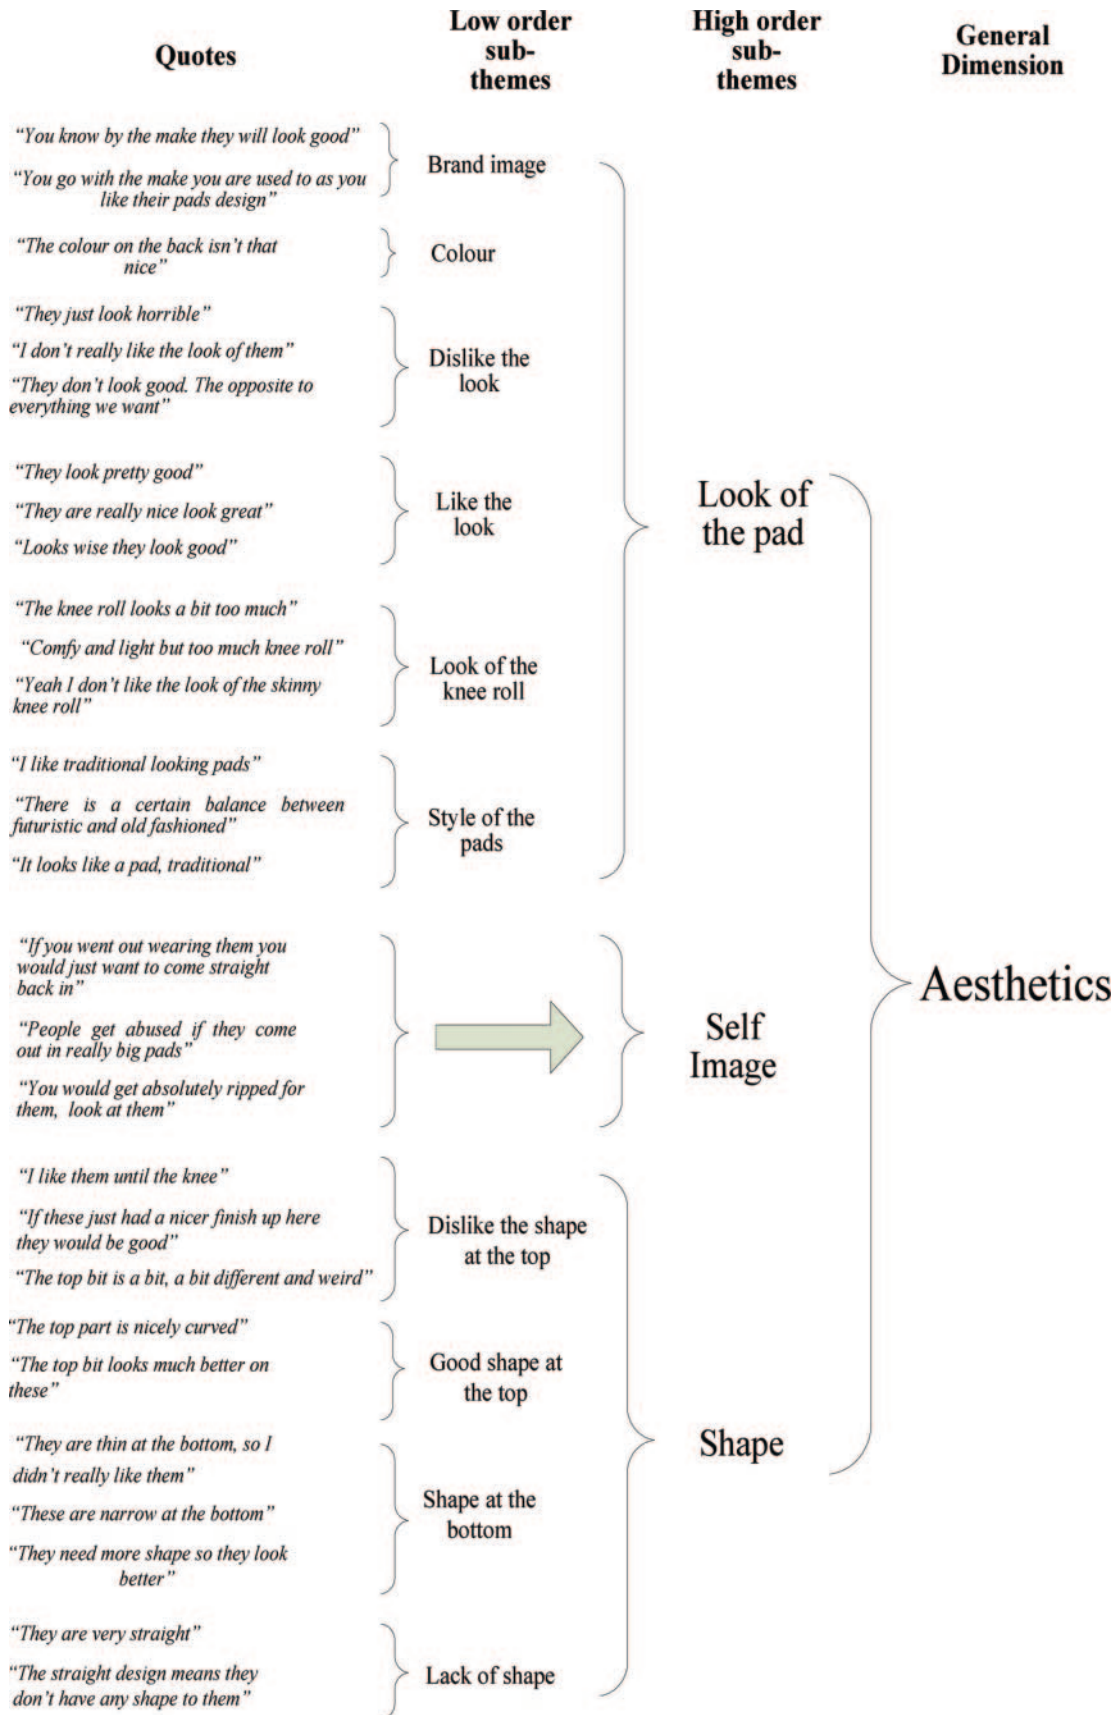 Quotes
Low order
sub-
themes
High order
sub-
themes
General
Dimension
“You know by the make they will look good”
“You go with the make you are used to as you
like their pads design”
Brand image
“The colour on the back isn’t that
nice”
Colour
“They just look horrible”
“I don’t really like the look of them”
“They don’t look good. The opposite to
everything we want”
Dislike the
look
“They look pretty good”
“They are really nice look great”
“Looks wise they look good”
Like the
look
“The knee roll looks a bit too much”
“Comfy and light but too much knee roll”
“Yeah I don’t like the look of the skinny
knee roll”
Look of the
knee roll
“I like traditional looking pads”
“There is a certain balance between
futuristic and old fashioned”
“It looks like a pad, traditional”
Style of the
pads
Look of
the pad
“If you went out wearing them you
would just want to come straight
back in”
“People get abused if they come
out in really big pads”
“You would get absolutely ripped for
them, look at them”
Self
Image
“I like them until the knee”
“If these just had a nicer finish up here
they would be good”
“The top bit is a bit, a bit different and weird”
Dislike the shape
at the top
“The top part is nicely curved”
“The top bit looks much better on
these”
Good shape at
the top
“They are thin at the bottom, so I
didn’t really like them”
“These are narrow at the bottom”
“They need more shape so they look
better”
Shape at the
bottom
“They are very straight”
“The straight design means they
don’t have any shape to them”
Lack of shape
Shape
Aesthetics